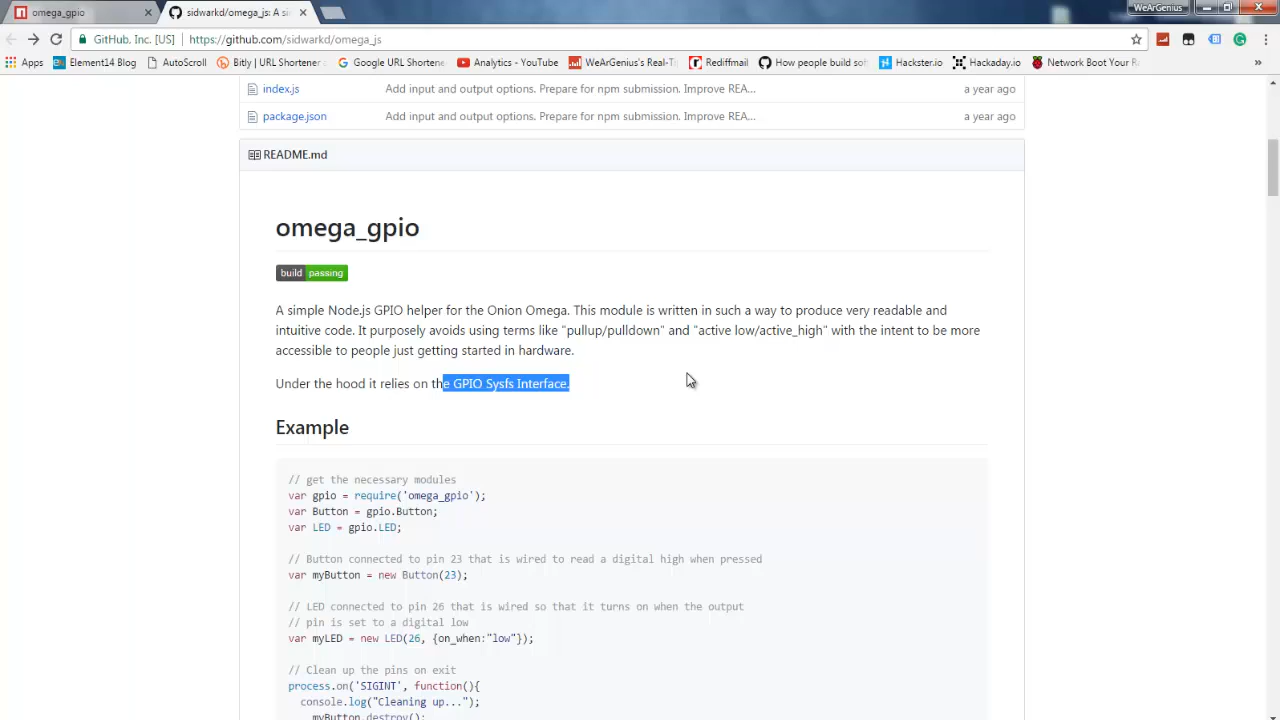 omega_gpio
sidwarkd/omega_js: A si
WeArGenius
GitHub, Inc. [US] | https://github.com/sidwarkd/omega_js
Apps Element14 Blog AutoScroll Bitly | URL Shortener Google URL Shortene Analytics - YouTube WeArGenius's Real-Ti Rediffmail How people build sof Hackster.io Hackaday.io Network Boot Your Ra »
index.js Add input and output options. Prepare for npm submission. Improve REA... a year ago
package.json Add input and output options. Prepare for npm submission. Improve REA... a year ago
README.md
omega_gpio
build passing
A simple Node.js GPIO helper for the Onion Omega. This module is written in such a way to produce very readable and
intuitive code. It purposely avoids using terms like "pullup/pulldown" and "active low/active_high" with the intent to be more
accessible to people just getting started in hardware.
Under the hood it relies on the GPIO Sysfs Interface.
Example
// get the necessary modules
var gpio = require('omega_gpio');
var Button = gpio.Button;
var LED = gpio.LED;
// Button connected to pin 23 that is wired to read a digital high when pressed
var myButton = new Button(23);
// LED connected to pin 26 that is wired so that it turns on when the output
// pin is set to a digital low
var myLED = new LED(26, {on_when:"low"});
// Clean up the pins on exit
process.on('SIGINT', function(){
console.log("Cleaning up...");
myButton.destroy();